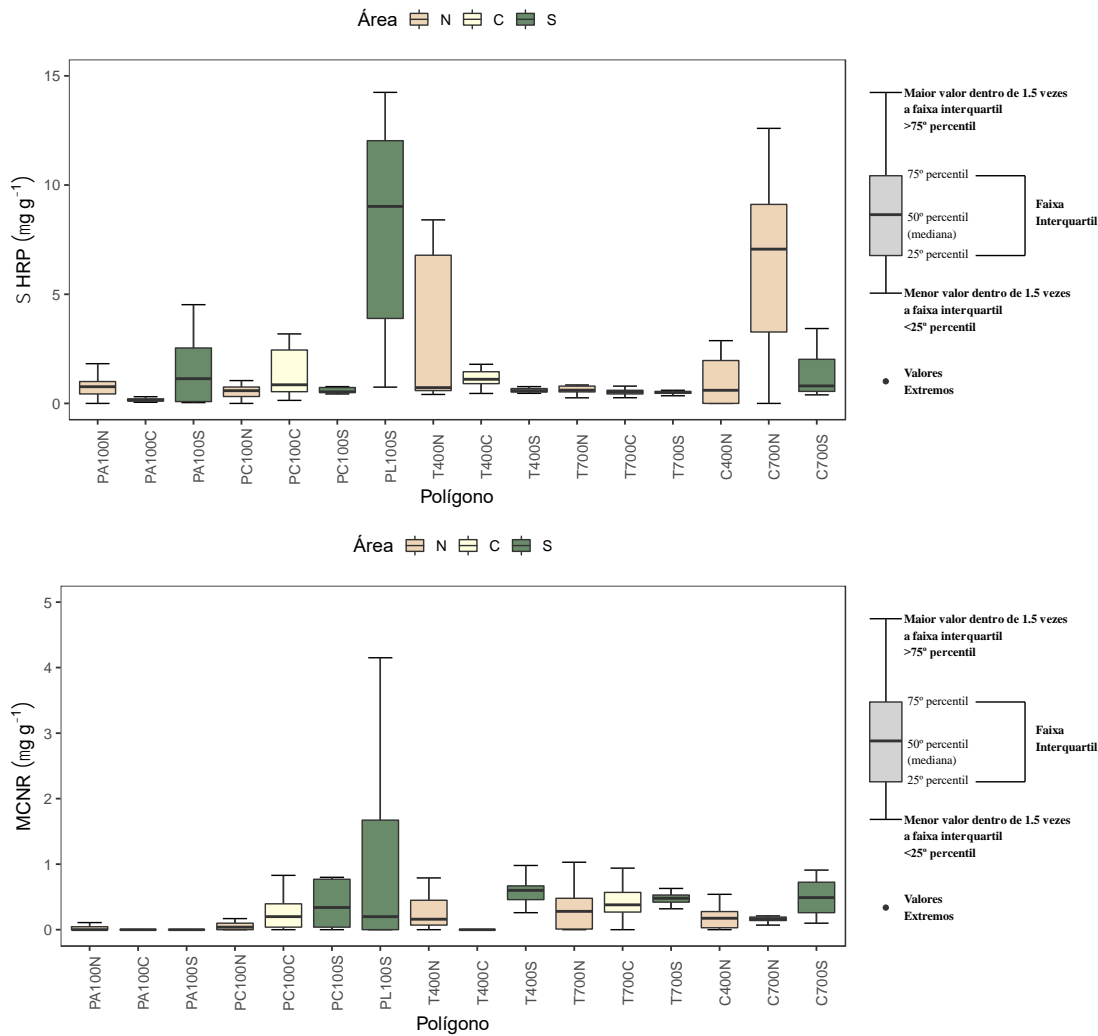 Área N C S
15
10
5
0
S HRP (mg g⁻¹)
PA100N
PA100C
PA100S
PC100N
PC100C
PC100S
PL100S
T400N
T400C
T400S
T700N
T700C
T700S
C400N
C700N
C700S
Polígono
Maior valor dentro de 1.5 vezes
a faixa interquartil
>75º percentil
75º percentil
50º percentil
(mediana)
25º percentil
Faixa
Interquartil
Menor valor dentro de 1.5 vezes
a faixa interquartil
<25º percentil
Valores
Extremos
Área N C S
5
4
3
2
1
0
MCNR (mg g⁻¹)
PA100N
PA100C
PA100S
PC100N
PC100C
PC100S
PL100S
T400N
T400C
T400S
T700N
T700C
T700S
C400N
C700N
C700S
Polígono
Maior valor dentro de 1.5 vezes
a faixa interquartil
>75º percentil
75º percentil
50º percentil
(mediana)
25º percentil
Faixa
Interquartil
Menor valor dentro de 1.5 vezes
a faixa interquartil
<25º percentil
Valores
Extremos